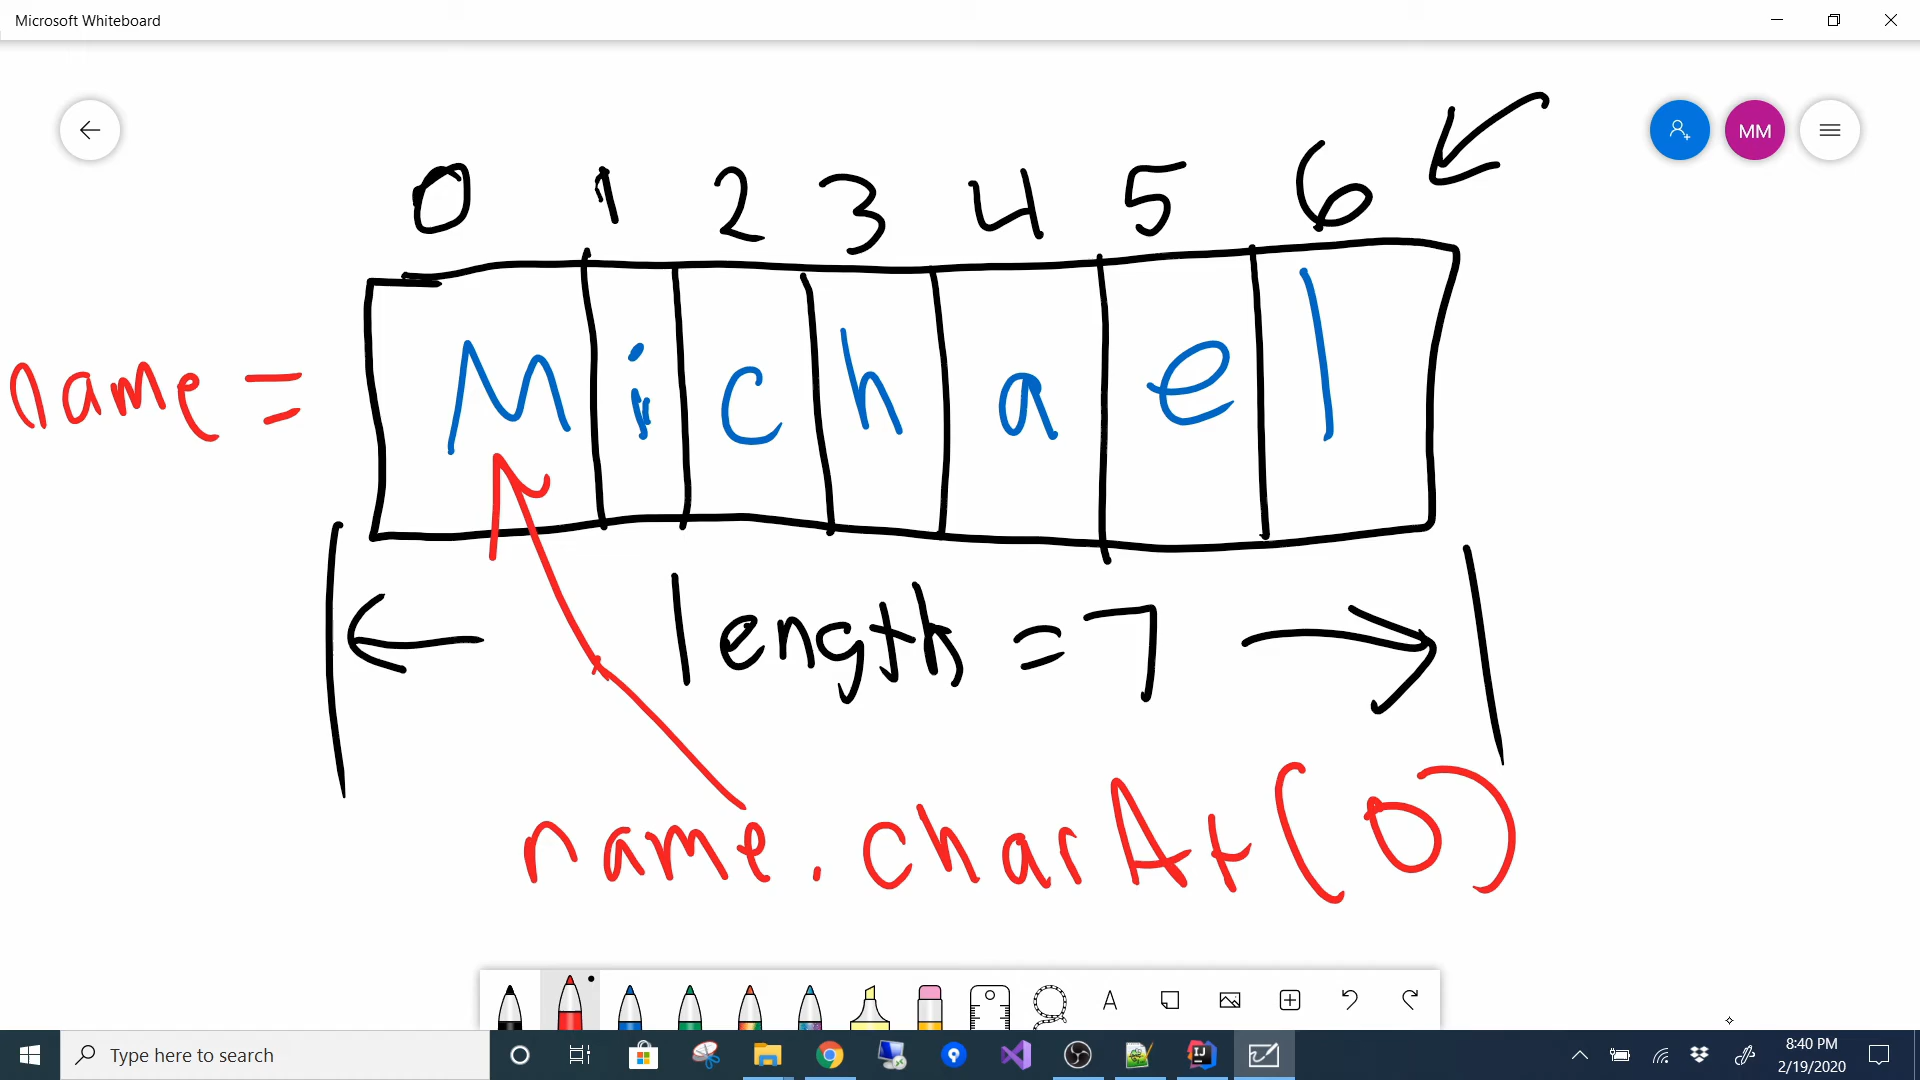 Microsoft Whiteboard
MM
0 1 2 3 4 5 6
name = M i c h a e l
length = 7
name.charAt(0)
A
Type here to search
IJ
8:40 PM
2/19/2020